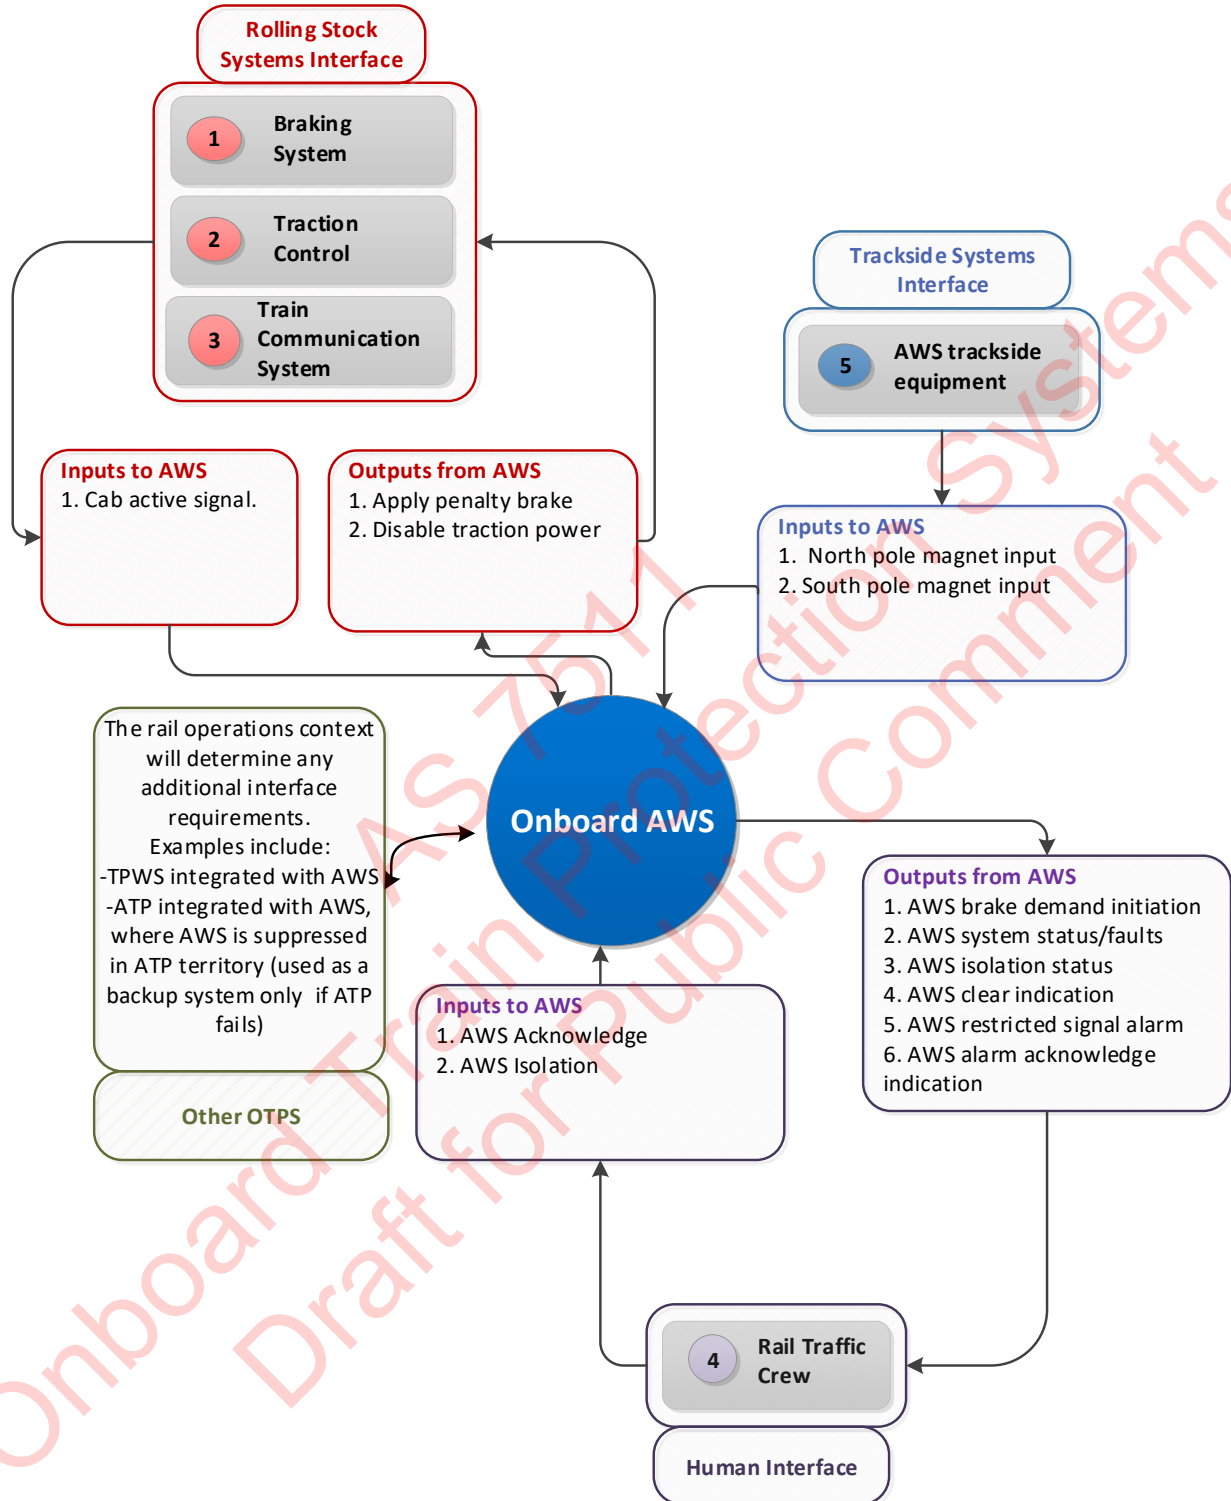 Rolling Stock
Systems Interface
1
Braking
System
2
Traction
Control
3
Train
Communication
System
Trackside Systems
Interface
5
AWS trackside
equipment
Inputs to AWS
1. Cab active signal.
Outputs from AWS
1. Apply penalty brake
2. Disable traction power
Inputs to AWS
1. North pole magnet input
2. South pole magnet input
The rail operations context
will determine any
additional interface
requirements.
Examples include:
-TPWS integrated with AWS
-ATP integrated with AWS,
where AWS is suppressed
in ATP territory (used as a
backup system only if ATP
fails)
Other OTPS
Onboard AWS
Outputs from AWS
1. AWS brake demand initiation
2. AWS system status/faults
3. AWS isolation status
4. AWS clear indication
5. AWS restricted signal alarm
6. AWS alarm acknowledge
indication
Inputs to AWS
1. AWS Acknowledge
2. AWS Isolation
4
Rail Traffic
Crew
Human Interface
AS 7511
Onboard Train Protection Systems
Draft for Public Comment